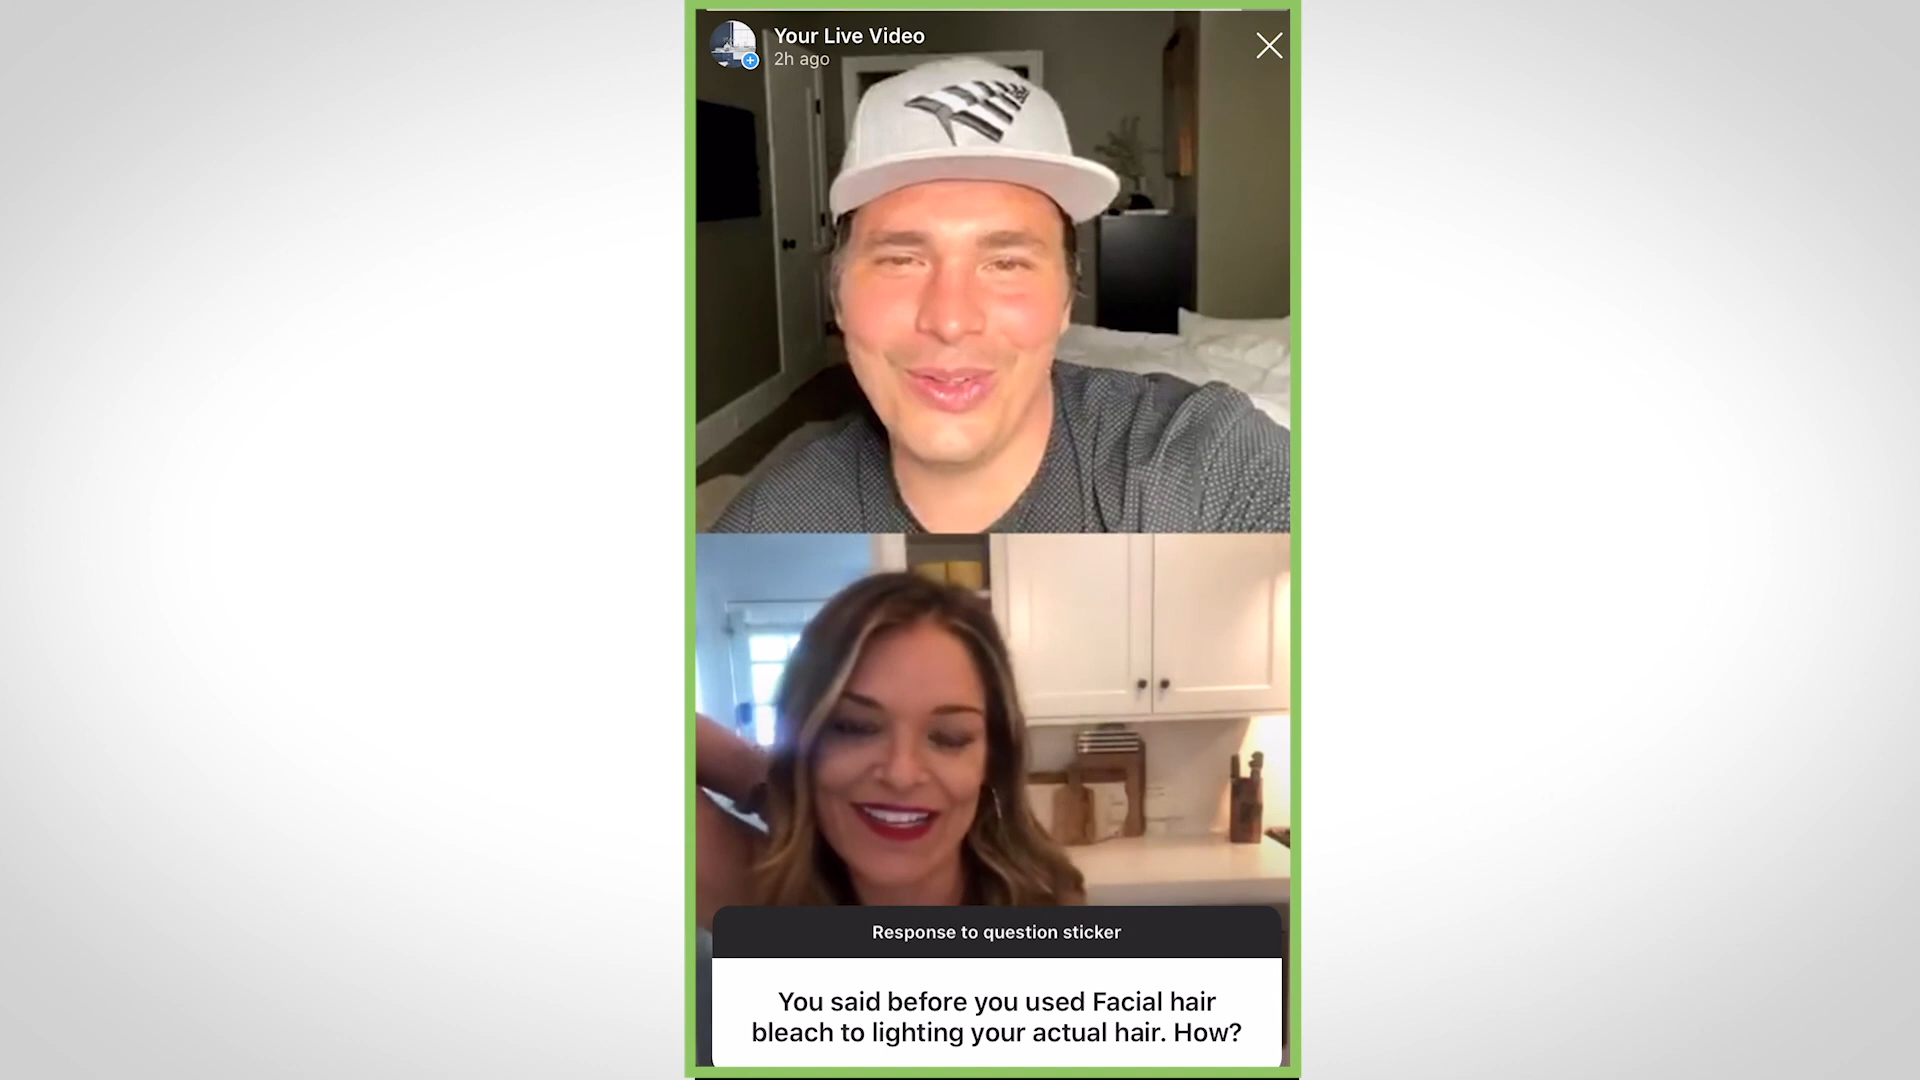 Your Live Video
2h ago
Response to question sticker
You said before you used Facial hair
bleach to lighting your actual hair. How?